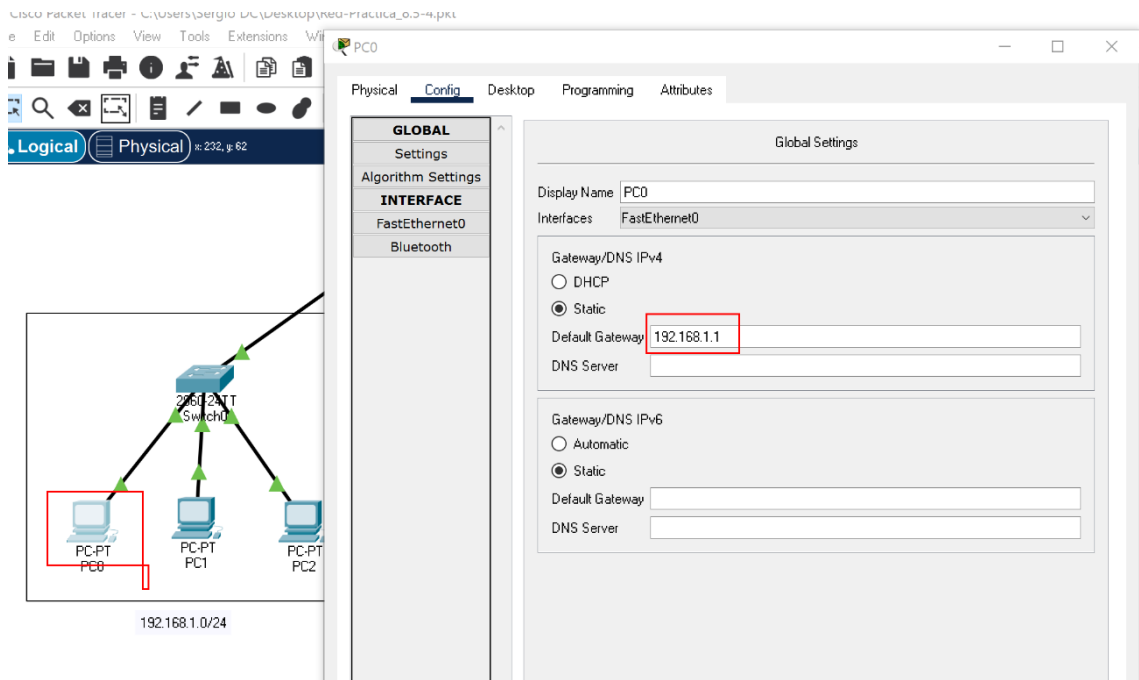 Cisco Packet Tracer - C:\Users\Sergio DC\Desktop\Red-Practica_8.5-4.pkt
e Edit Options View Tools Extensions Wi
Logical Physical x: 232, y: 62
PC0
Physical Config Desktop Programming Attributes
GLOBAL
Settings
Algorithm Settings
INTERFACE
FastEthernet0
Bluetooth
Global Settings
Display Name PC0
Interfaces FastEthernet0
Gateway/DNS IPv4
DHCP
Static
Default Gateway 192.168.1.1
DNS Server
Gateway/DNS IPv6
Automatic
Static
Default Gateway
DNS Server
2960-24TT
Switch0
PC-PT
PC0
PC-PT
PC1
PC-PT
PC2
192.168.1.0/24